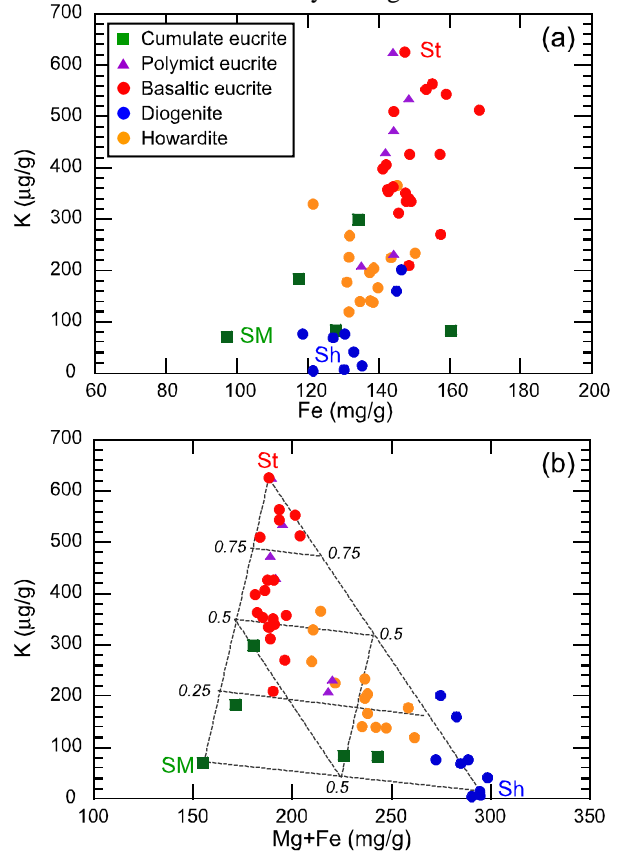 700
600
500
400
300
200
100
0
K (µg/g)
Cumulate eucrite
Polymict eucrite
Basaltic eucrite
Diogenite
Howardite
(a)
St
SM
Sh
60
80
100
120
140
160
180
200
Fe (mg/g)
700
600
500
400
300
200
100
0
K (µg/g)
(b)
St
0.75
0.75
0.5
0.5
0.25
SM
0.5
Sh
100
150
200
250
300
350
Mg+Fe (mg/g)